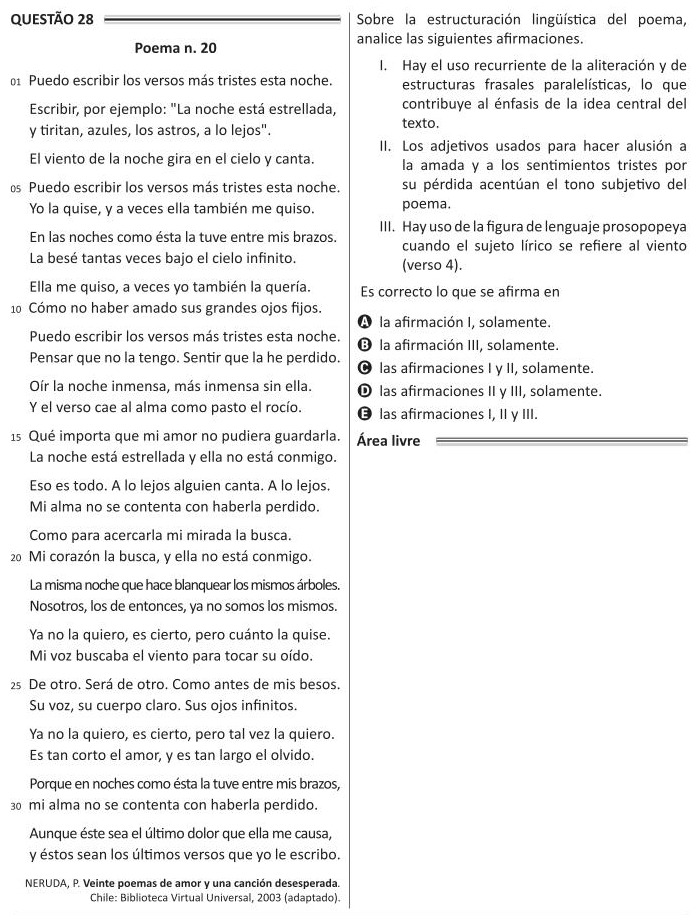 QUESTÃO 28
Poema n. 20
01 Puedo escribir los versos más tristes esta noche.
Escribir, por ejemplo: "La noche está estrellada,
y tiritan, azules, los astros, a lo lejos".
El viento de la noche gira en el cielo y canta.
05 Puedo escribir los versos más tristes esta noche.
Yo la quise, y a veces ella también me quiso.
En las noches como ésta la tuve entre mis brazos.
La besé tantas veces bajo el cielo infinito.
Ella me quiso, a veces yo también la quería.
10 Cómo no haber amado sus grandes ojos fijos.
Puedo escribir los versos más tristes esta noche.
Pensar que no la tengo. Sentir que la he perdido.
Oír la noche inmensa, más inmensa sin ella.
Y el verso cae al alma como pasto el rocío.
15 Qué importa que mi amor no pudiera guardarla.
La noche está estrellada y ella no está conmigo.
Eso es todo. A lo lejos alguien canta. A lo lejos.
Mi alma no se contenta con haberla perdido.
Como para acercarla mi mirada la busca.
20 Mi corazón la busca, y ella no está conmigo.
La misma noche que hace blanquear los mismos árboles.
Nosotros, los de entonces, ya no somos los mismos.
Ya no la quiero, es cierto, pero cuánto la quise.
Mi voz buscaba el viento para tocar su oído.
25 De otro. Será de otro. Como antes de mis besos.
Su voz, su cuerpo claro. Sus ojos infinitos.
Ya no la quiero, es cierto, pero tal vez la quiero.
Es tan corto el amor, y es tan largo el olvido.
Porque en noches como ésta la tuve entre mis brazos,
30 mi alma no se contenta con haberla perdido.
Aunque éste sea el último dolor que ella me causa,
y éstos sean los últimos versos que yo le escribo.
NERUDA, P. Veinte poemas de amor y una canción desesperada.
Chile: Biblioteca Virtual Universal, 2003 (adaptado).
Sobre la estructuración lingüística del poema,
analice las siguientes afirmaciones.
I. Hay el uso recurriente de la aliteración y de
estructuras frasales paralelísticas, lo que
contribuye al énfasis de la idea central del
texto.
II. Los adjetivos usados para hacer alusión a
la amada y a los sentimientos tristes por
su pérdida acentúan el tono subjetivo del
poema.
III. Hay uso de la figura de lenguaje prosopopeya
cuando el sujeto lírico se refiere al viento
(verso 4).
Es correcto lo que se afirma en
A la afirmación I, solamente.
B la afirmación III, solamente.
C las afirmaciones I y II, solamente.
D las afirmaciones II y III, solamente.
E las afirmaciones I, II y III.
Área livre